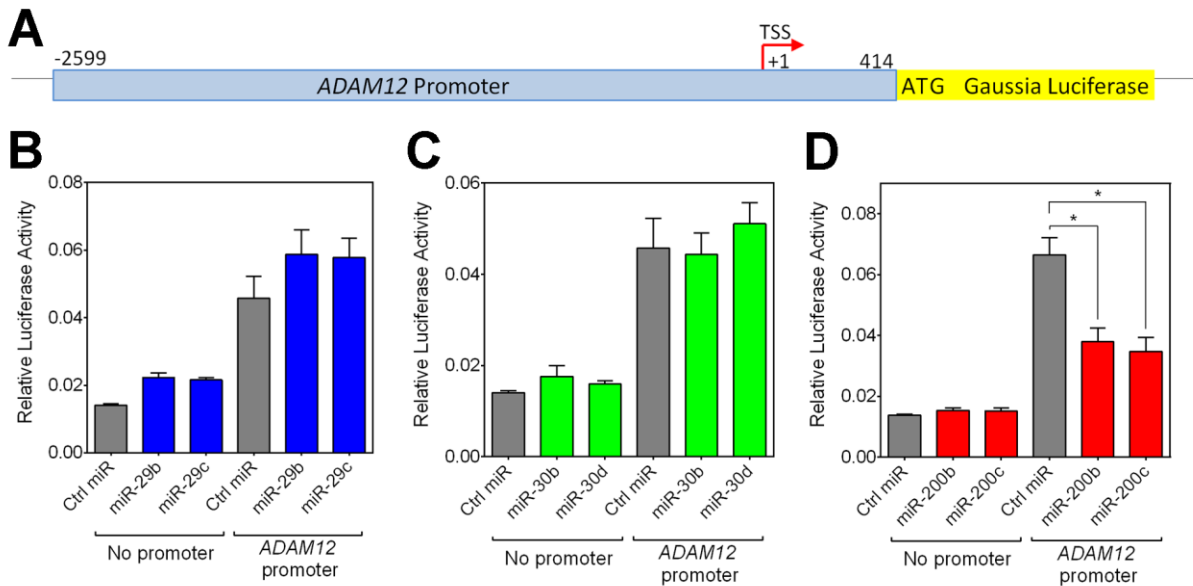 A
-2599
TSS
+1
414
ADAM12 Promoter
ATG Gaussia Luciferase
B
Relative Luciferase Activity
0.08
0.06
0.04
0.02
0.00
Ctrl miR
miR-29b
miR-29c
Ctrl miR
miR-29b
miR-29c
No promoter
ADAM12
promoter
C
Relative Luciferase Activity
0.06
0.04
0.02
0.00
Ctrl miR
miR-30b
miR-30d
Ctrl miR
miR-30b
miR-30d
No promoter
ADAM12
promoter
D
Relative Luciferase Activity
0.08
0.06
0.04
0.02
0.00
*
*
Ctrl miR
miR-200b
miR-200c
Ctrl miR
miR-200b
miR-200c
No promoter
ADAM12
promoter